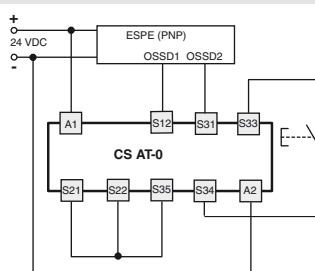 +
ESPE (PNP)
24 VDC
OSSD1 OSSD2
-
A1 S12 S31 S33
CS AT-0
S21 S22 S35 S34 A2